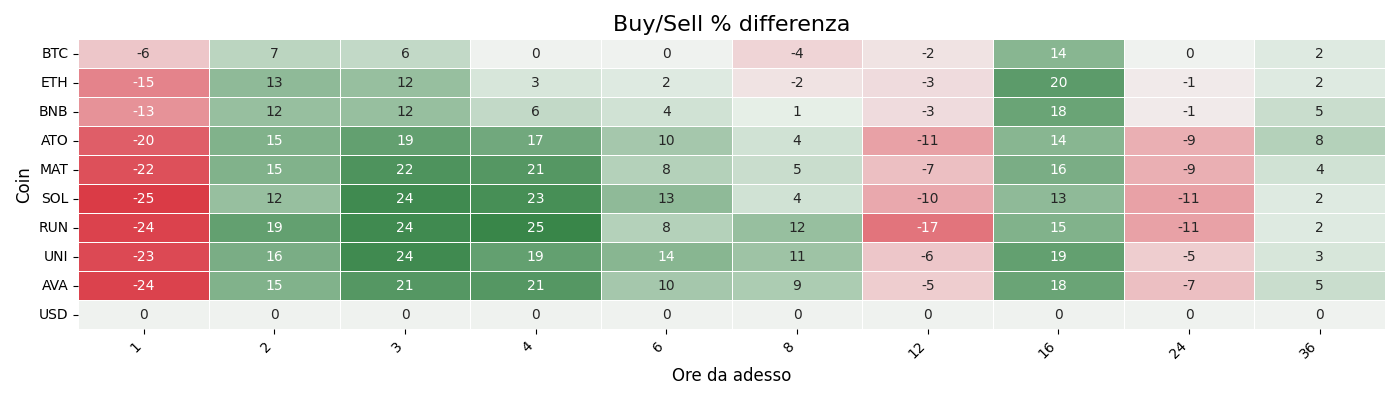 Buy/Sell % differenza
Coin
BTC -6 7 6 0 0 -4 -2 14 0 2
ETH -15 13 12 3 2 -2 -3 20 -1 2
BNB -13 12 12 6 4 1 -3 18 -1 5
ATO -20 15 19 17 10 4 -11 14 -9 8
MAT -22 15 22 21 8 5 -7 16 -9 4
SOL -25 12 24 23 13 4 -10 13 -11 2
RUN -24 19 24 25 8 12 -17 15 -11 2
UNI -23 16 24 19 14 11 -6 19 -5 3
AVA -24 15 21 21 10 9 -5 18 -7 5
USD 0 0 0 0 0 0 0 0 0 0
1 2 3 4 6 8 12 16 24 36
Ore da adesso